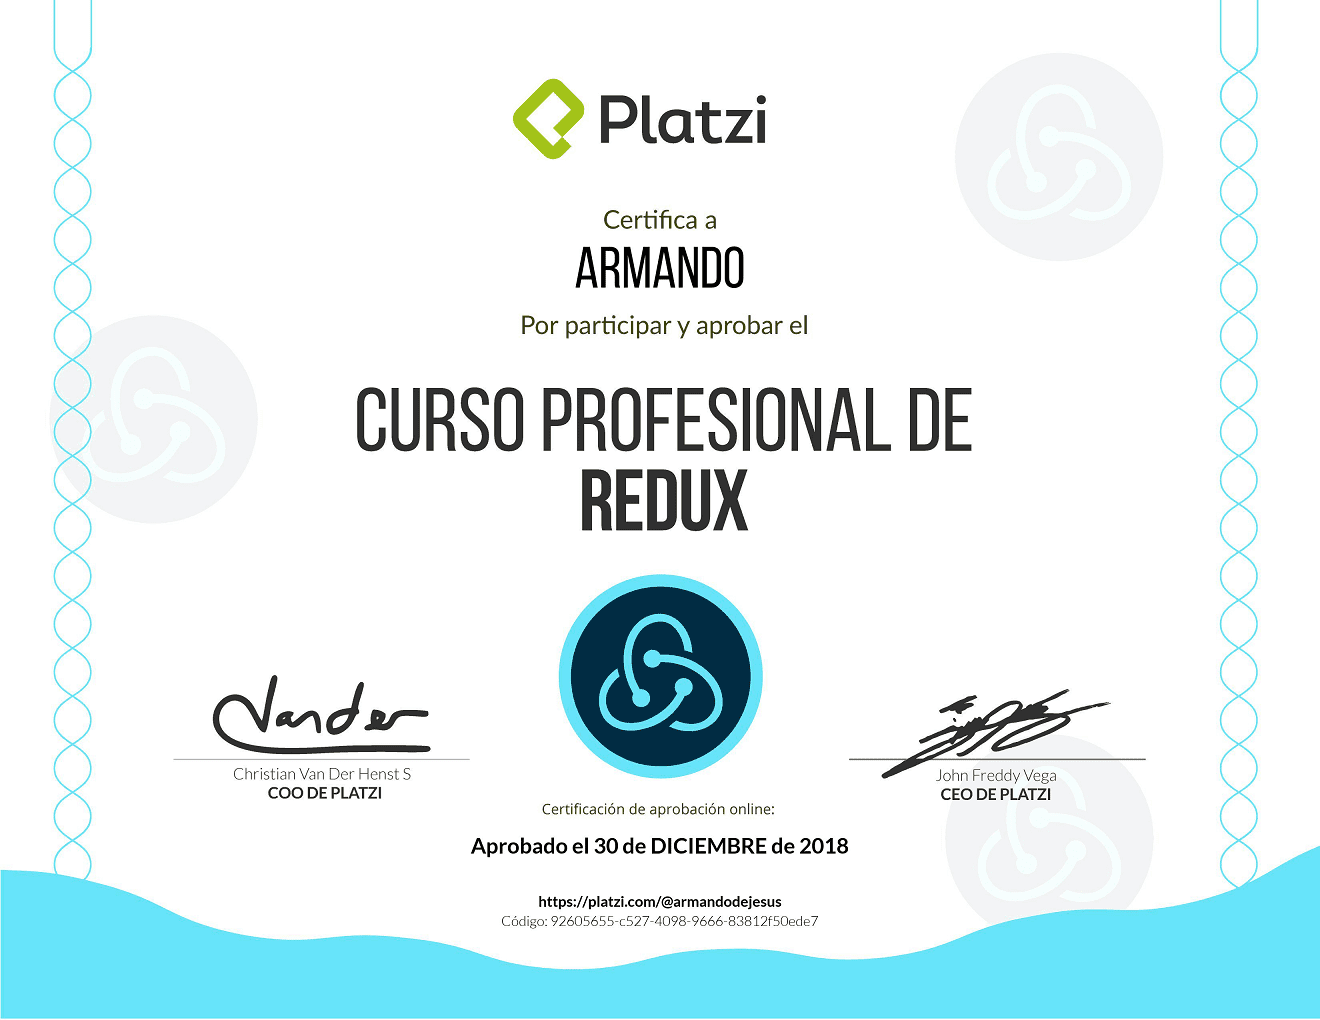 Platzi
Certifica a
ARMANDO
Por participar y aprobar el
CURSO PROFESIONAL DE
REDUX
Vander
Christian Van Der Henst S
COO DE PLATZI
John Freddy Vega
CEO DE PLATZI
Certificación de aprobación online:
Aprobado el 30 de DICIEMBRE de 2018
https://platzi.com/@armandodejesus
Código: 92605655-c527-4098-9666-83812f50ede7